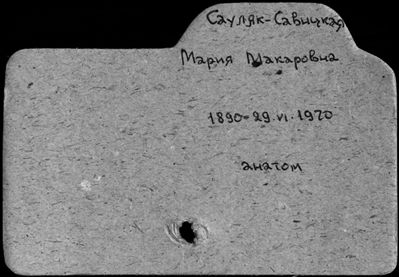 Сауляк-Савицкая
Мария Макаровна
1890-29.VI.1970
анатом